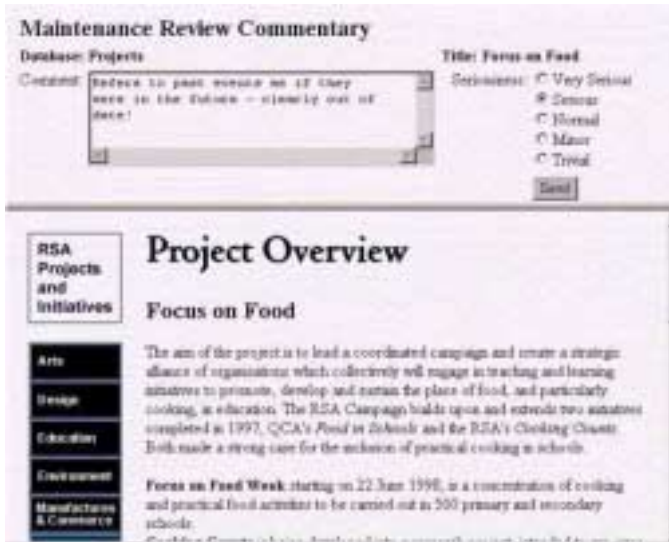 Maintenance Review Commentary
Database: Projects
Title: Focus on Food
Comment:
Refers to past events as if they
were in the future - clearly out of
date!
Seriousness:
Very Serious
Serious
Normal
Minor
Trivial
Send
RSA
Projects
and
Initiatives
Arts
Design
Education
Environment
Manufactures
& Commerce
Project Overview
Focus on Food
The aim of the project is to lead a coordinated campaign and create a strategic
alliance of organisations which collectively will engage in teaching and learning
initiatives to promote, develop and sustain the place of food, and particularly
cooking, in education. The RSA Campaign builds upon and extends two initiatives
completed in 1997, QCA's Food in Schools and the RSA's Cooking Counts.
Both made a strong case for the inclusion of practical cooking in schools.
Focus on Food Week starting on 22 June 1998, is a concentration of cooking
and practical food activities to be carried out in 500 primary and secondary
schools.